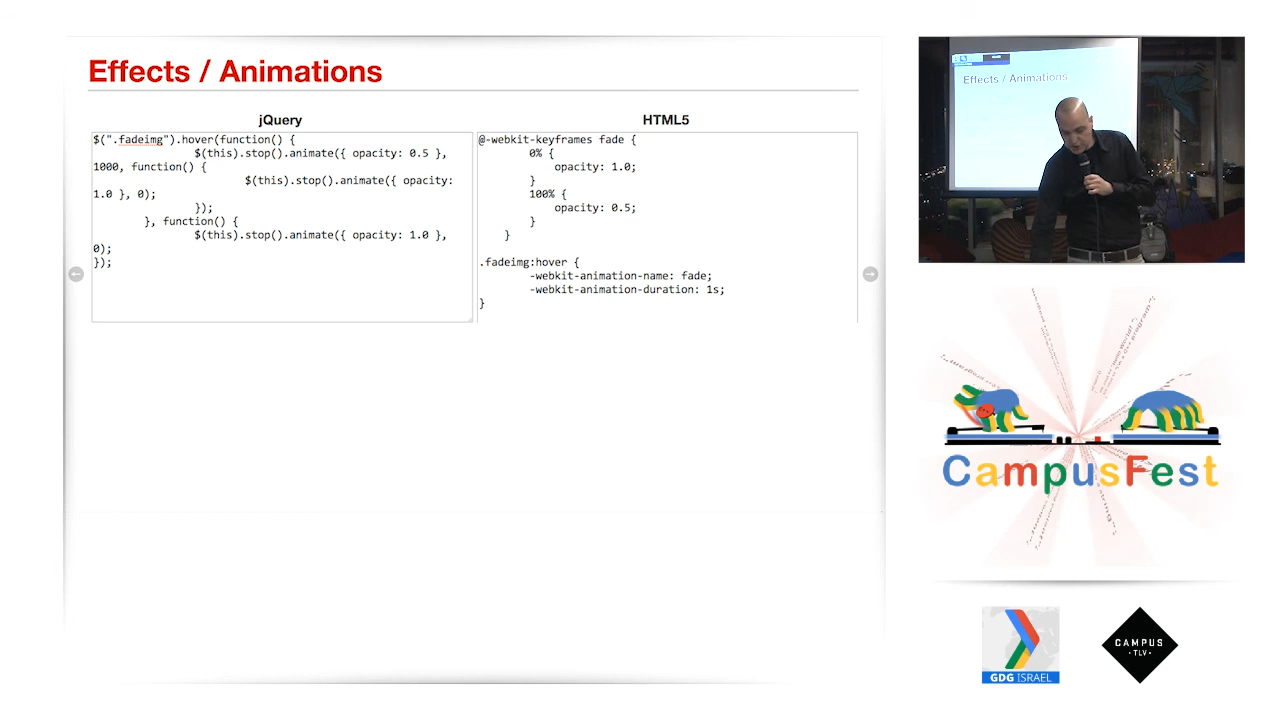 Effects / Animations
jQuery
$(".fadeimg").hover(function() {
$(this).stop().animate({ opacity: 0.5 },
1000, function() {
$(this).stop().animate({ opacity:
1.0 }, 0);
});
}, function() {
$(this).stop().animate({ opacity: 1.0 },
0);
});
HTML5
@-webkit-keyframes fade {
0% {
opacity: 1.0;
}
100% {
opacity: 0.5;
}
}
.fadeimg:hover {
-webkit-animation-name: fade;
-webkit-animation-duration: 1s;
}
Effects / Animations
CampusFest
GDG ISRAEL
CAMPUS
·TLV·